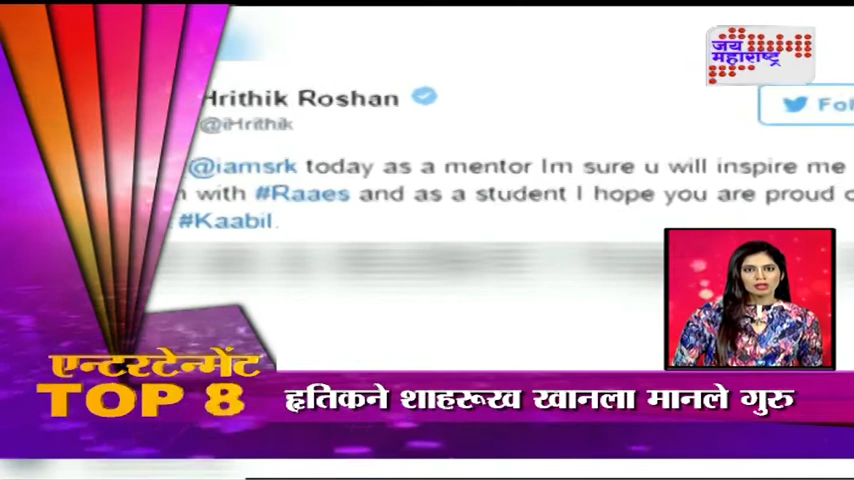 जय
महाराष्ट्र
Hrithik Roshan
@iHrithik
@iamsrk today as a mentor Im sure u will inspire me
with #Raaes and as a student I hope you are proud
#Kaabil.
एन्टरटेन्मेंट
TOP 8
हृतिकने शाहरूख खानला मानले गुरु